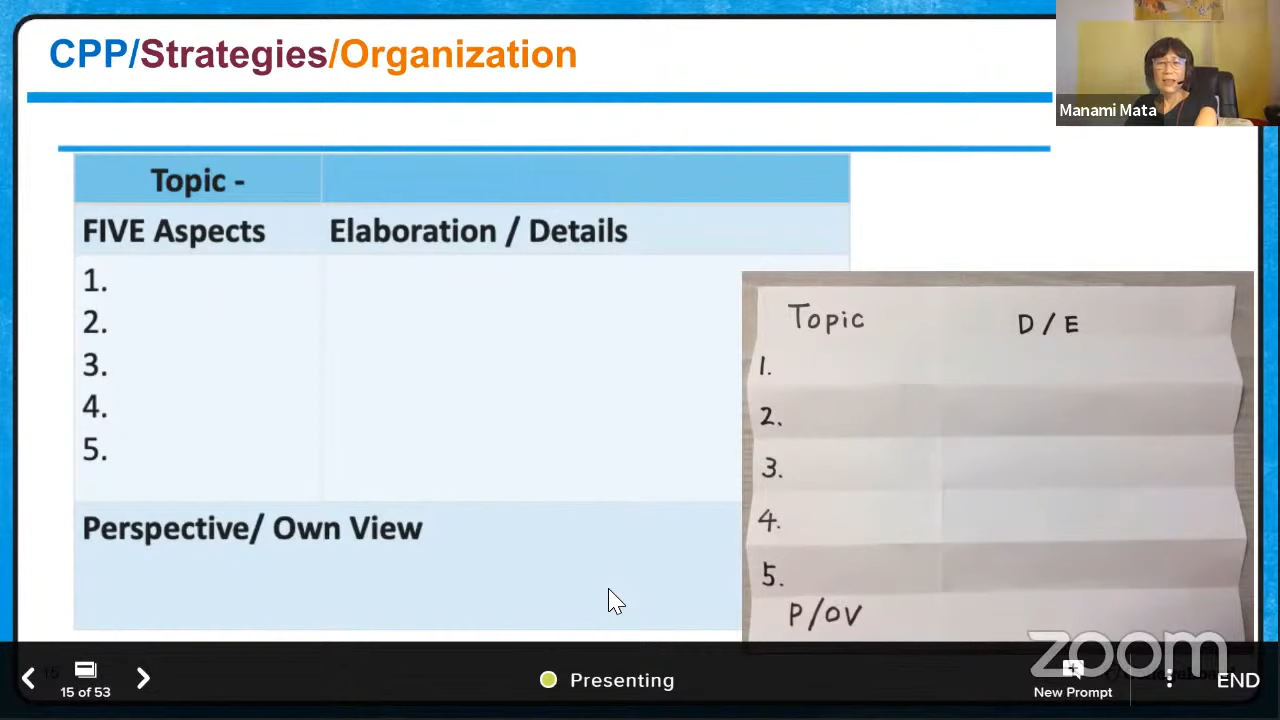 CPP/Strategies/Organization
Manami Mata
Topic -
FIVE Aspects Elaboration / Details
1.
2.
3.
4.
5.
Perspective/ Own View
Topic D / E
1.
2.
3.
4.
5.
P/OV
zoom
15 of 53
Presenting
New Prompt
END